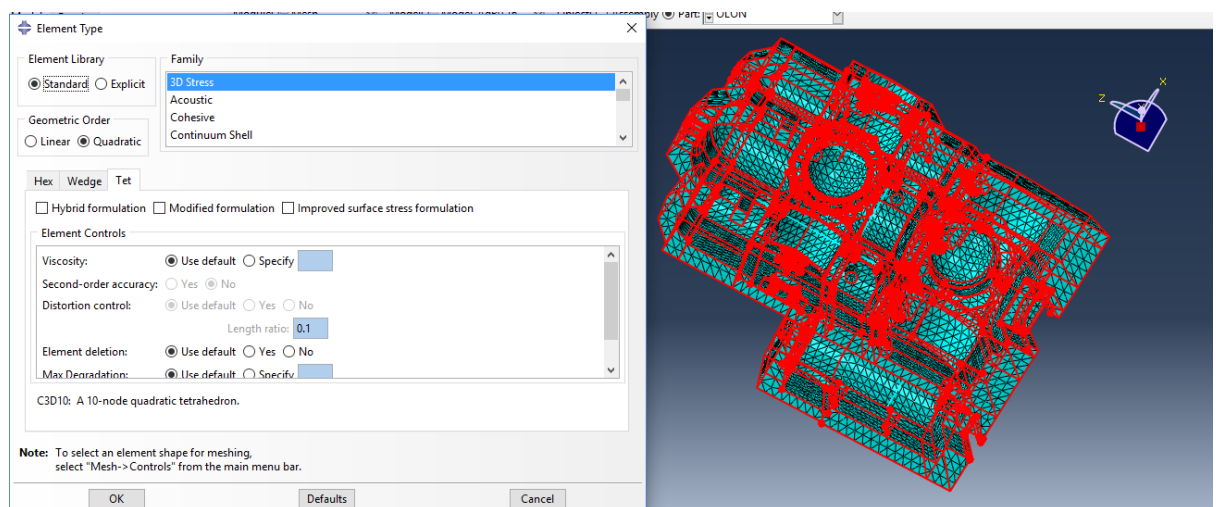 Element Type
Element Library
Standard Explicit
Family
3D Stress
Acoustic
Cohesive
Continuum Shell
Geometric Order
Linear Quadratic
Hex Wedge Tet
Hybrid formulation Modified formulation Improved surface stress formulation
Element Controls
Viscosity: Use default Specify
Second-order accuracy: Yes No
Distortion control: Use default Yes No
Length ratio: 0.1
Element deletion: Use default Yes No
Max Degradation: Use default Specify
C3D10: A 10-node quadratic tetrahedron.
Note: To select an element shape for meshing,
select "Mesh->Controls" from the main menu bar.
OK Defaults Cancel
Part:
Z X